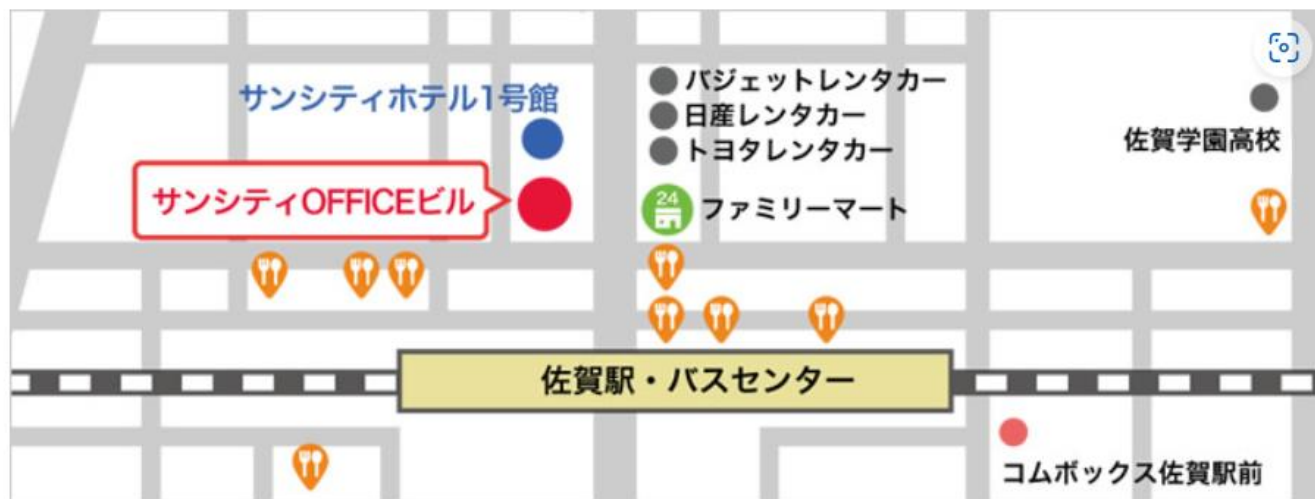 サンシティホテル1号館
サンシティOFFICEビル
バジェットレンタカー
日産レンタカー
トヨタレンタカー
24
ファミリーマート
佐賀学園高校
佐賀駅・バスセンター
コムボックス佐賀駅前